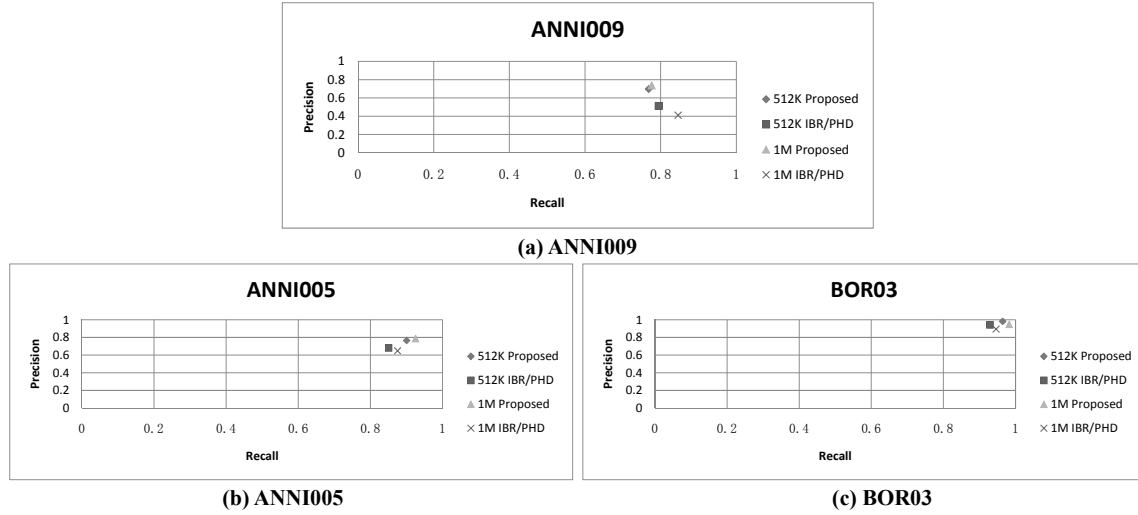 ANNI009
1
0.8
0.6
0.4
0.2
0
Precision
0 0.2 0.4 0.6 0.8 1
Recall
512K Proposed
512K IBR/PHD
1M Proposed
1M IBR/PHD
(a) ANNI009
ANNI005
1
0.8
0.6
0.4
0.2
0
Precision
0 0.2 0.4 0.6 0.8 1
Recall
512K Proposed
512K IBR/PHD
1M Proposed
1M IBR/PHD
(b) ANNI005
BOR03
1
0.8
0.6
0.4
0.2
0
Precision
0 0.2 0.4 0.6 0.8 1
Recall
512K Proposed
512K IBR/PHD
1M Proposed
1M IBR/PHD
(c) BOR03